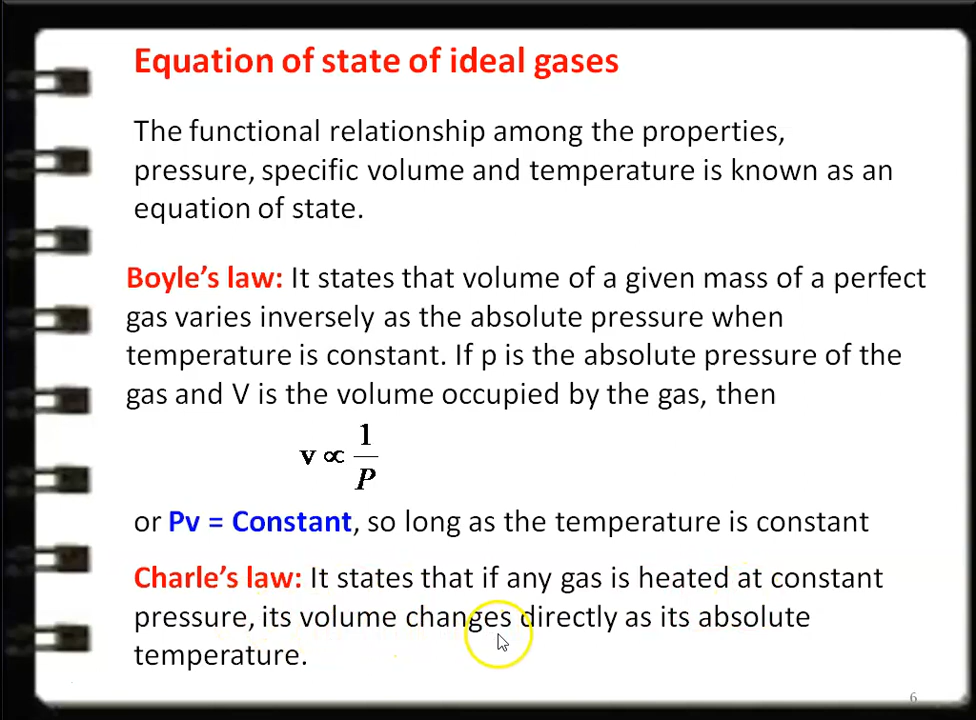 Equation of state of ideal gases
The functional relationship among the properties,
pressure, specific volume and temperature is known as an
equation of state.
Boyle’s law: It states that volume of a given mass of a perfect
gas varies inversely as the absolute pressure when
temperature is constant. If p is the absolute pressure of the
gas and V is the volume occupied by the gas, then
v ∝ 1/P
or Pv = Constant, so long as the temperature is constant
Charle’s law: It states that if any gas is heated at constant
pressure, its volume changes directly as its absolute
temperature.
6